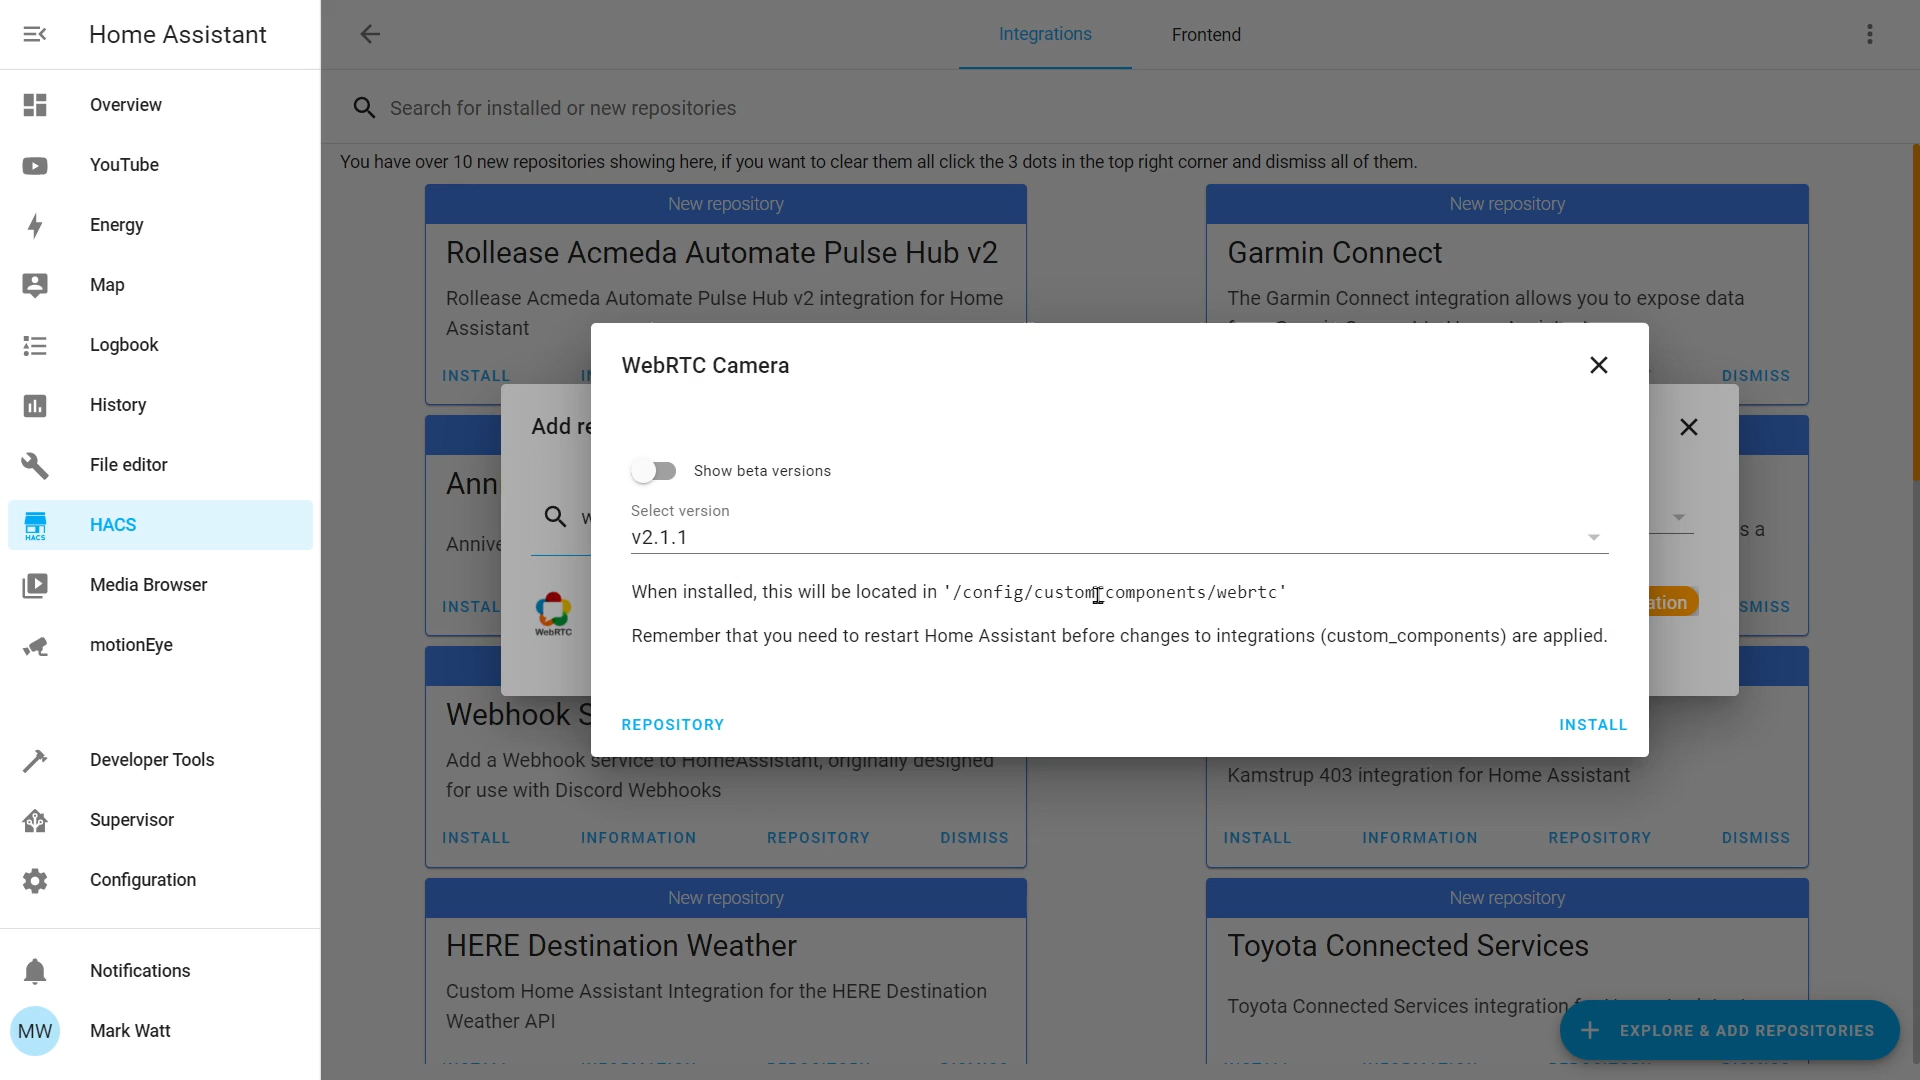 Home Assistant
Overview
YouTube
Energy
Map
Logbook
History
File editor
HACS
HACS
Media Browser
motionEye
Developer Tools
Supervisor
Configuration
Notifications
MW
Mark Watt
Integrations
Frontend
Search for installed or new repositories
You have over 10 new repositories showing here, if you want to clear them all click the 3 dots in the top right corner and dismiss all of them.
New repository
Rollease Acmeda Automate Pulse Hub v2
Rollease Acmeda Automate Pulse Hub v2 integration for Home
Assistant
INSTALL
New repository
Garmin Connect
The Garmin Connect integration allows you to expose data
DISMISS
Add re
WebRTC
WebRTC Camera
Show beta versions
Select version
v2.1.1
When installed, this will be located in '/config/custom_components/webrtc'
Remember that you need to restart Home Assistant before changes to integrations (custom_components) are applied.
REPOSITORY
INSTALL
Ann
Annive
INSTAL
s a
ation
SMISS
Webhook S
Add a Webhook service to HomeAssistant, originally designed
for use with Discord Webhooks
INSTALL
INFORMATION
REPOSITORY
DISMISS
Kamstrup 403 integration for Home Assistant
INSTALL
INFORMATION
REPOSITORY
DISMISS
New repository
HERE Destination Weather
Custom Home Assistant Integration for the HERE Destination
Weather API
New repository
Toyota Connected Services
Toyota Connected Services integration
EXPLORE & ADD REPOSITORIES